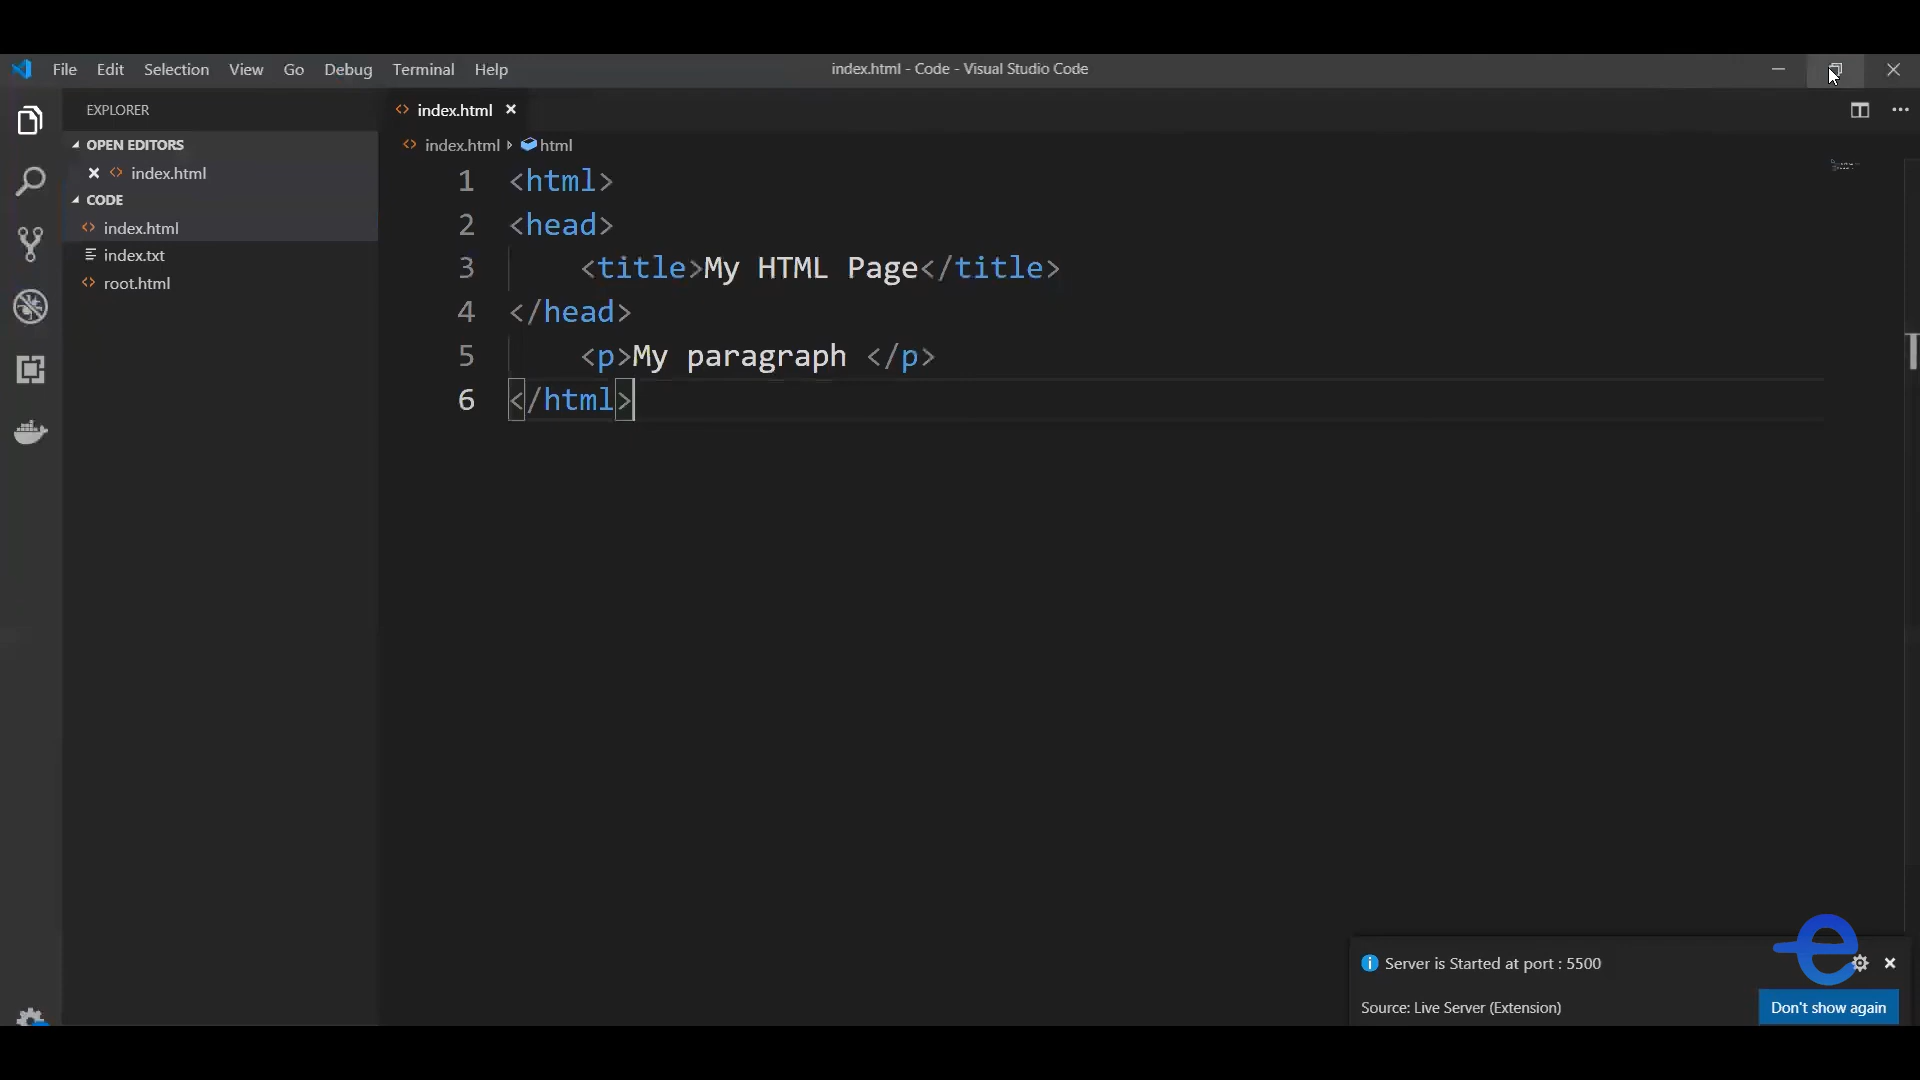 File Edit Selection View Go Debug Terminal Help
index.html - Code - Visual Studio Code
EXPLORER
OPEN EDITORS
index.html
CODE
index.html
index.txt
root.html
index.html
index.html html
1 <html>
2 <head>
3 <title>My HTML Page</title>
4 </head>
5 <p>My paragraph </p>
6 </html>
Server is Started at port : 5500
Source: Live Server (Extension)
Don't show again